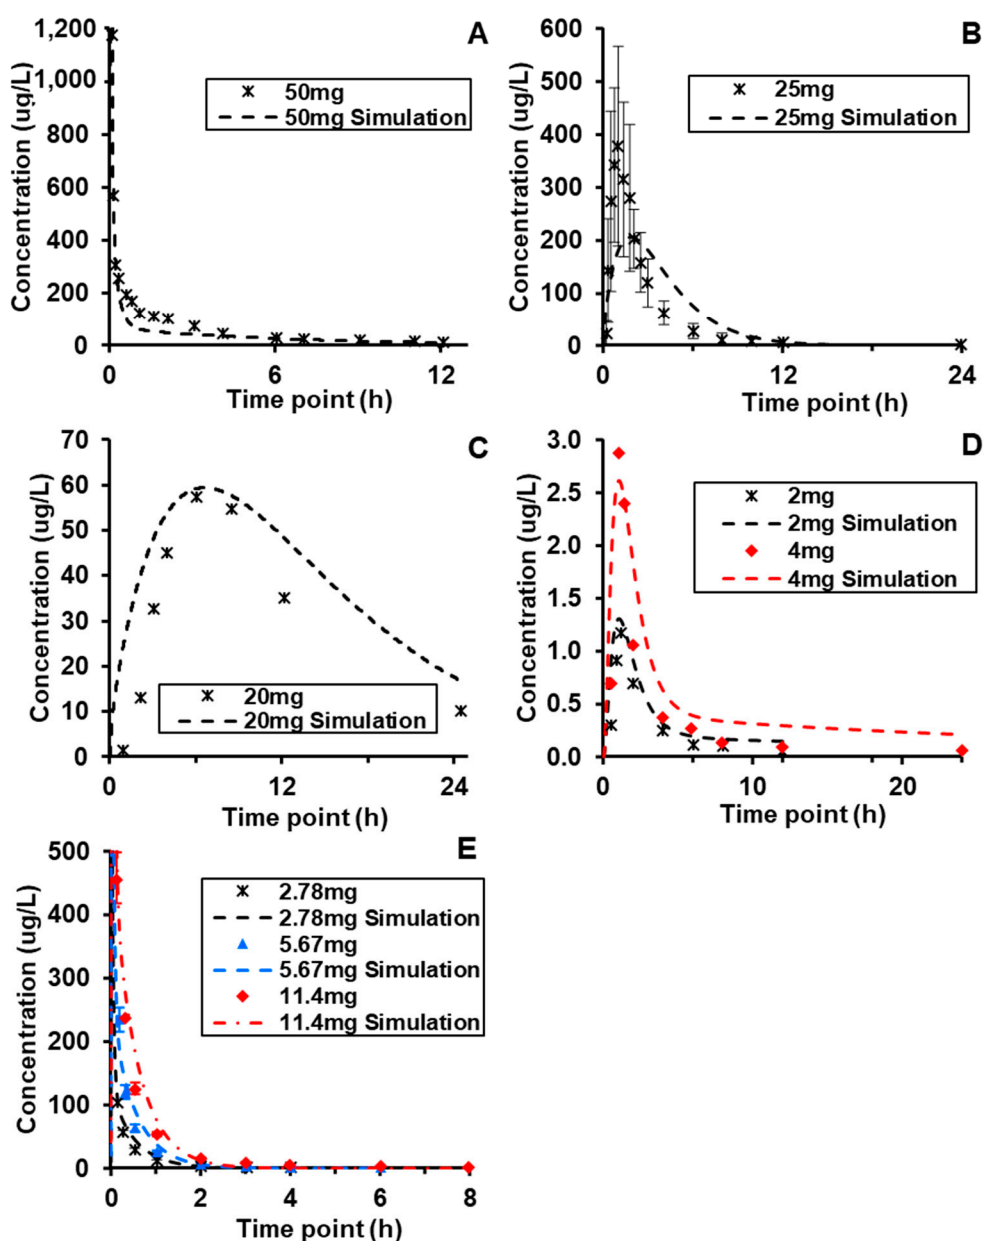 A
1,200
1,000
800
600
400
200
0
0
6
12
Concentration (ug/L)
Time point (h)
50mg
50mg Simulation
B
600
500
400
300
200
100
0
0
12
24
Concentration (ug/L)
Time point (h)
25mg
25mg Simulation
C
70
60
50
40
30
20
10
0
0
12
24
Concentration (ug/L)
Time point (h)
20mg
20mg Simulation
D
3.0
2.5
2.0
1.5
1.0
0.5
0.0
0
10
20
Concentration (ug/L)
Time point (h)
2mg
2mg Simulation
4mg
4mg Simulation
E
500
400
300
200
100
0
0
2
4
6
8
Concentration (ug/L)
Time point (h)
2.78mg
2.78mg Simulation
5.67mg
5.67mg Simulation
11.4mg
11.4mg Simulation